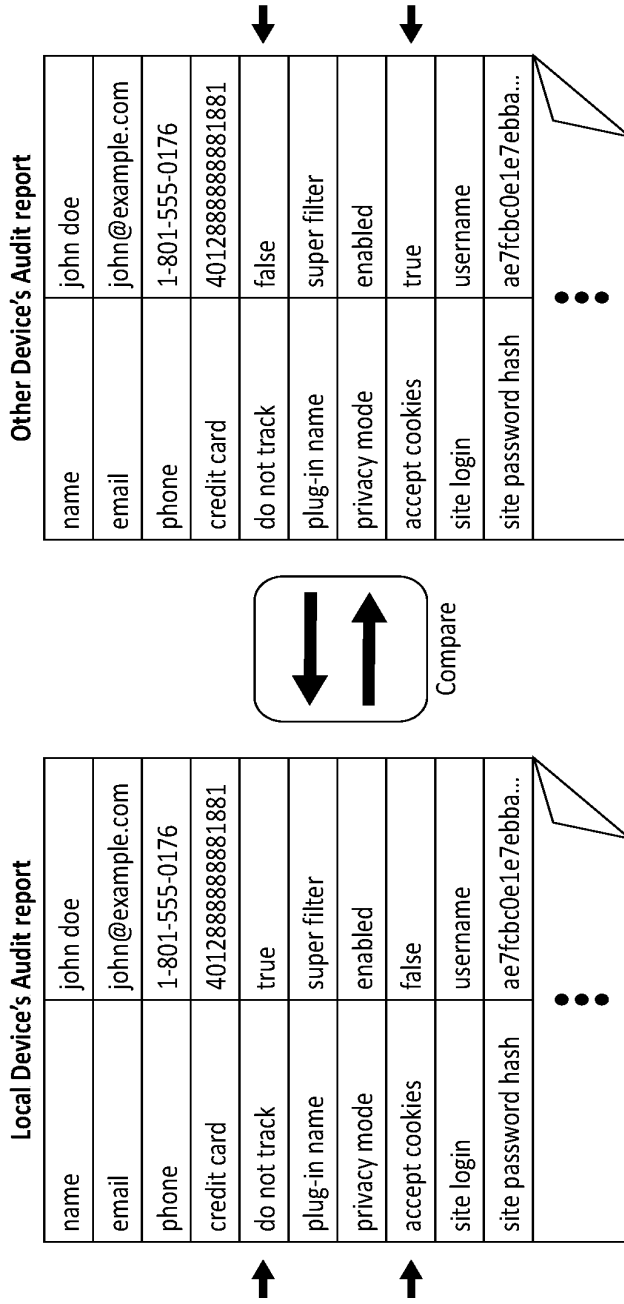 Local Device's Audit report
name john doe
email john@example.com
phone 1-801-555-0176
credit card 4012888888881881
do not track true
plug-in name super filter
privacy mode enabled
accept cookies false
site login username
site password hash ae7fcbc0e1e7ebba...
Compare
Other Device's Audit report
name john doe
email john@example.com
phone 1-801-555-0176
credit card 4012888888881881
do not track false
plug-in name super filter
privacy mode enabled
accept cookies true
site login username
site password hash ae7fcbc0e1e7ebba...